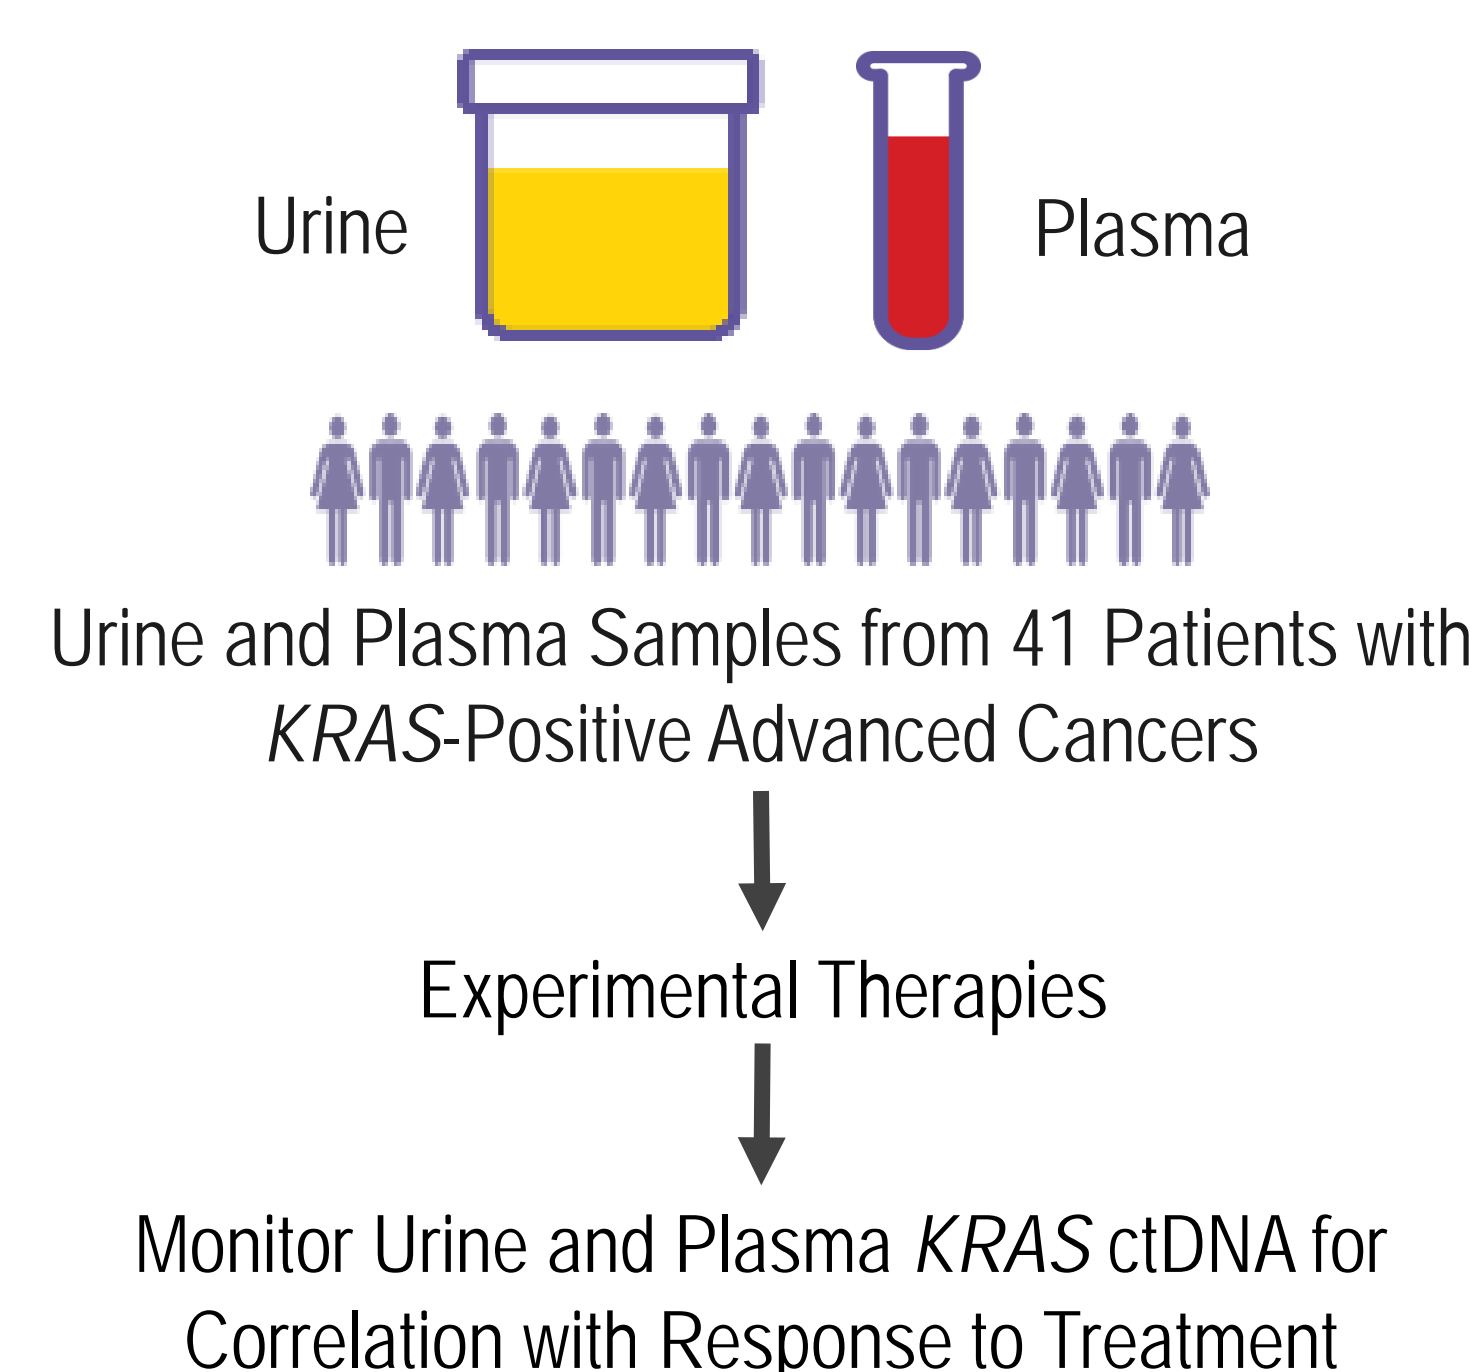 Urine
Plasma
Urine and Plasma Samples from 41 Patients with
KRAS-Positive Advanced Cancers
Experimental Therapies
Monitor Urine and Plasma KRAS ctDNA for
Correlation with Response to Treatment